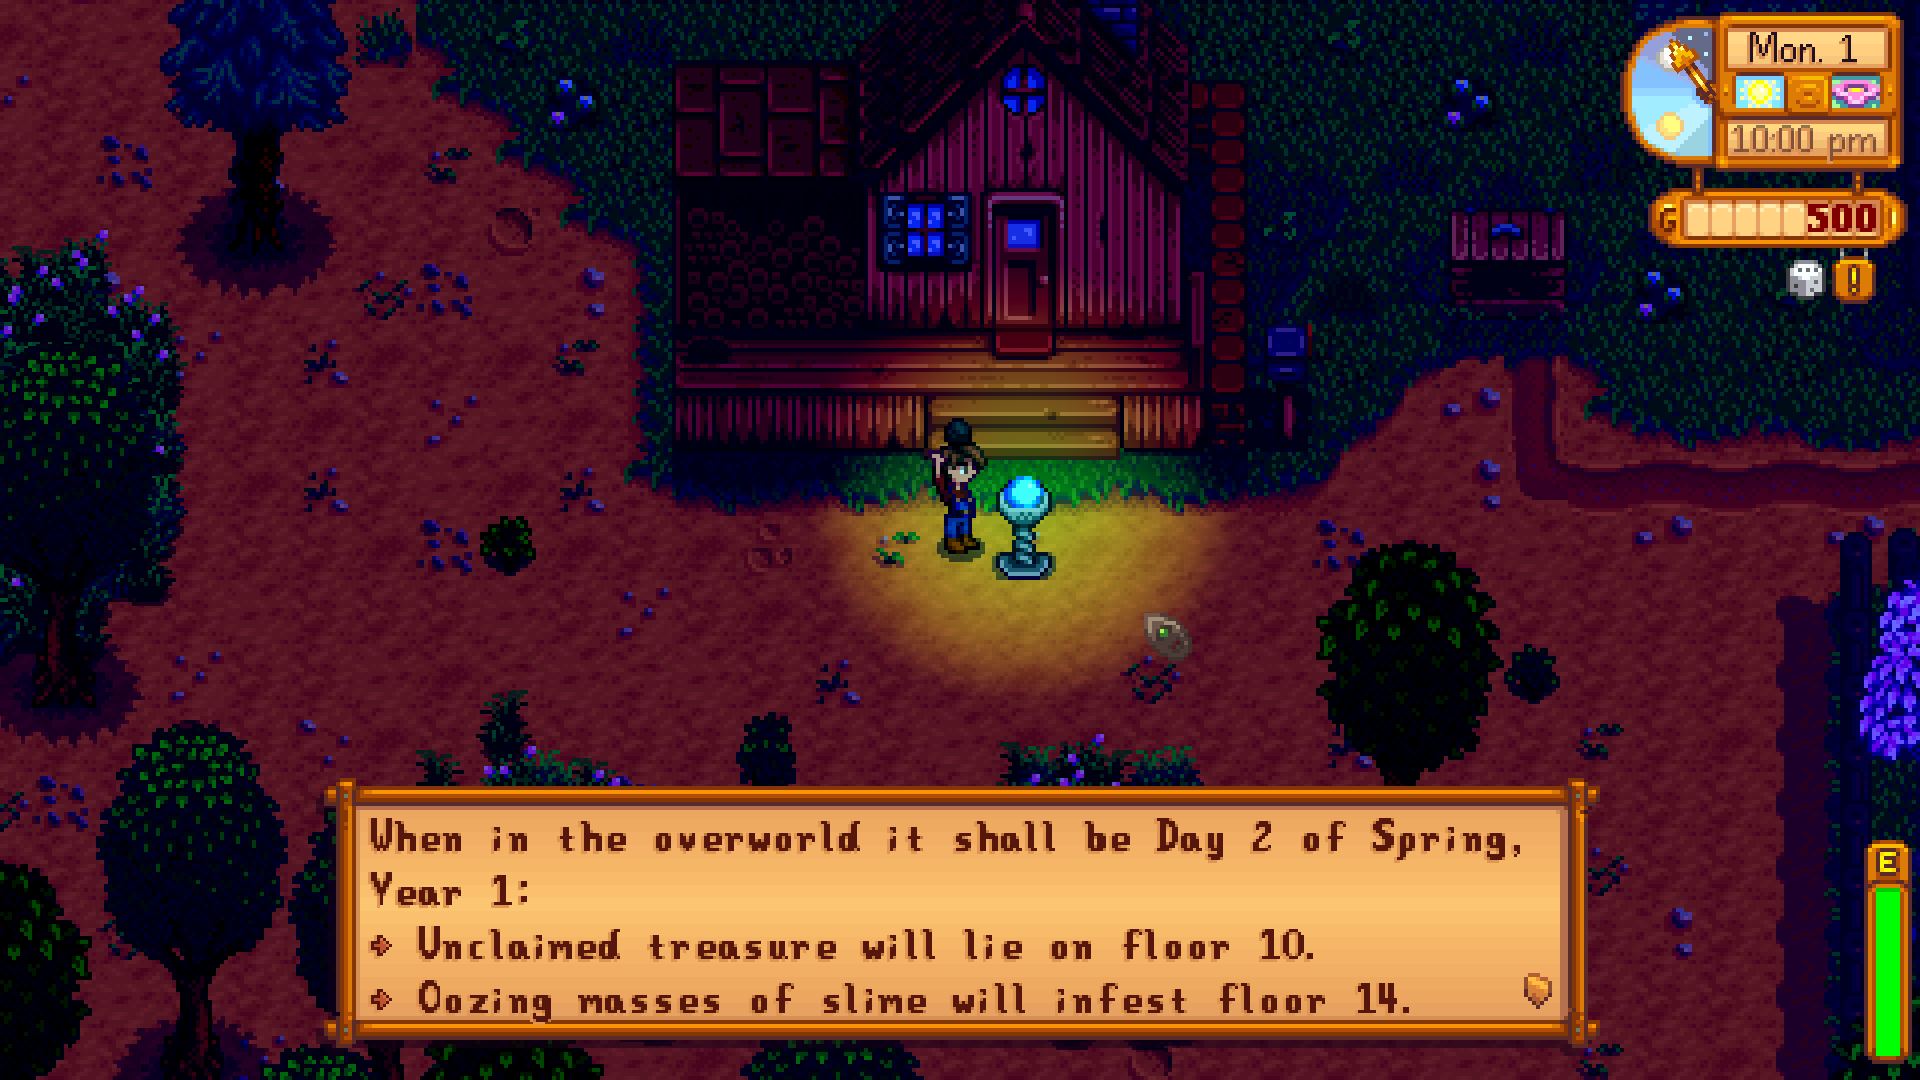 Mon. 1
10:00 pm
G 500
!
When in the overworld it shall be Day 2 of Spring,
Year 1:
Unclaimed treasure will lie on floor 10.
Oozing masses of slime will infest floor 14.
E